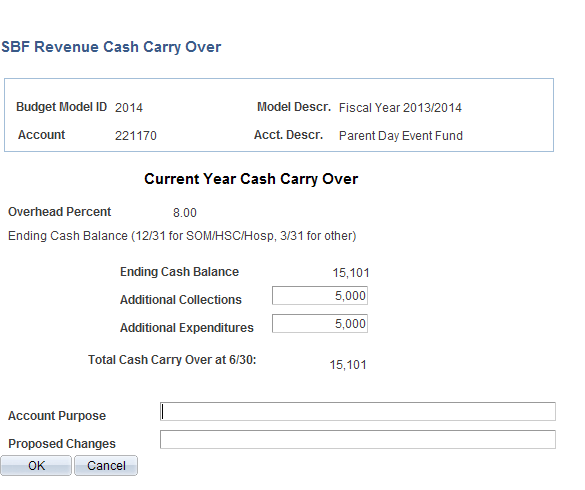 SBF Revenue Cash Carry Over
Budget Model ID 2014 Model Descr. Fiscal Year 2013/2014
Account 221170 Acct. Descr. Parent Day Event Fund
Current Year Cash Carry Over
Overhead Percent 8.00
Ending Cash Balance (12/31 for SOM/HSC/Hosp, 3/31 for other)
Ending Cash Balance 15,101
Additional Collections 5,000
Additional Expenditures 5,000
Total Cash Carry Over at 6/30: 15,101
Account Purpose
Proposed Changes
OK Cancel